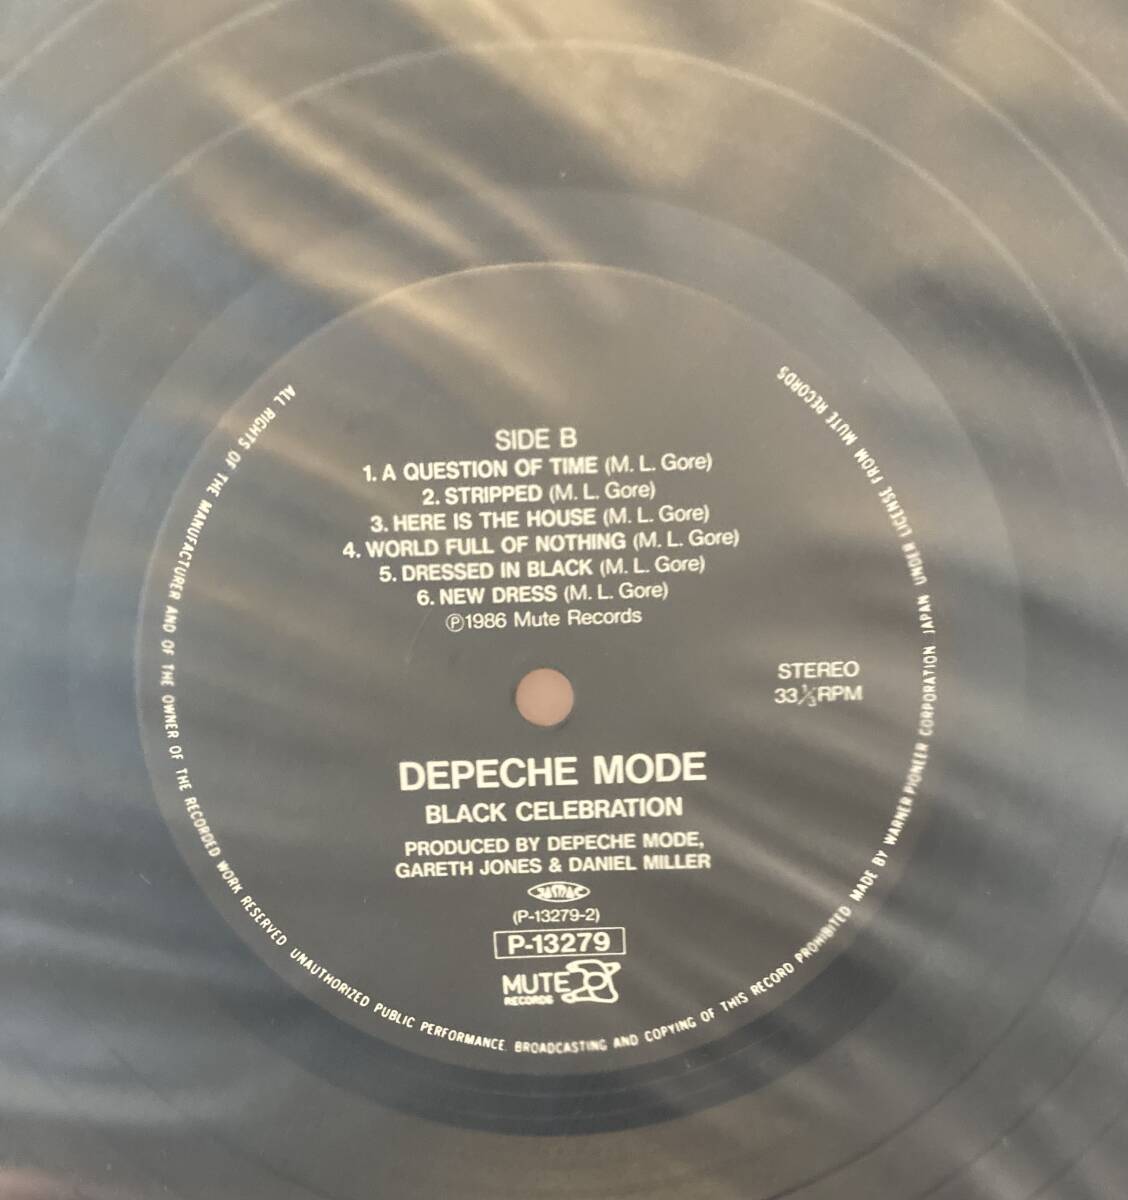 SIDE B
1. A QUESTION OF TIME (M. L. Gore)
2. STRIPPED (M. L. Gore)
3. HERE IS THE HOUSE (M. L. Gore)
4. WORLD FULL OF NOTHING (M. L. Gore)
5. DRESSED IN BLACK (M. L. Gore)
6. NEW DRESS (M. L. Gore)
Ⓟ1986 Mute Records
STEREO
33⅓RPM
DEPECHE MODE
BLACK CELEBRATION
PRODUCED BY DEPECHE MODE,
GARETH JONES & DANIEL MILLER
JASRAC
(P-13279-2)
P-13279
MUTE
RECORDS
ALL RIGHTS OF THE MANUFACTURER AND OF THE OWNER OF THE RECORDED WORK RESERVED UNAUTHORIZED PUBLIC PERFORMANCE. BROADCASTING AND COPYING OF THIS RECORD PROHIBITED MADE BY WARNER PIONEER CORPORATION JAPAN UNDER LICENSE FROM MUTE RECORDS